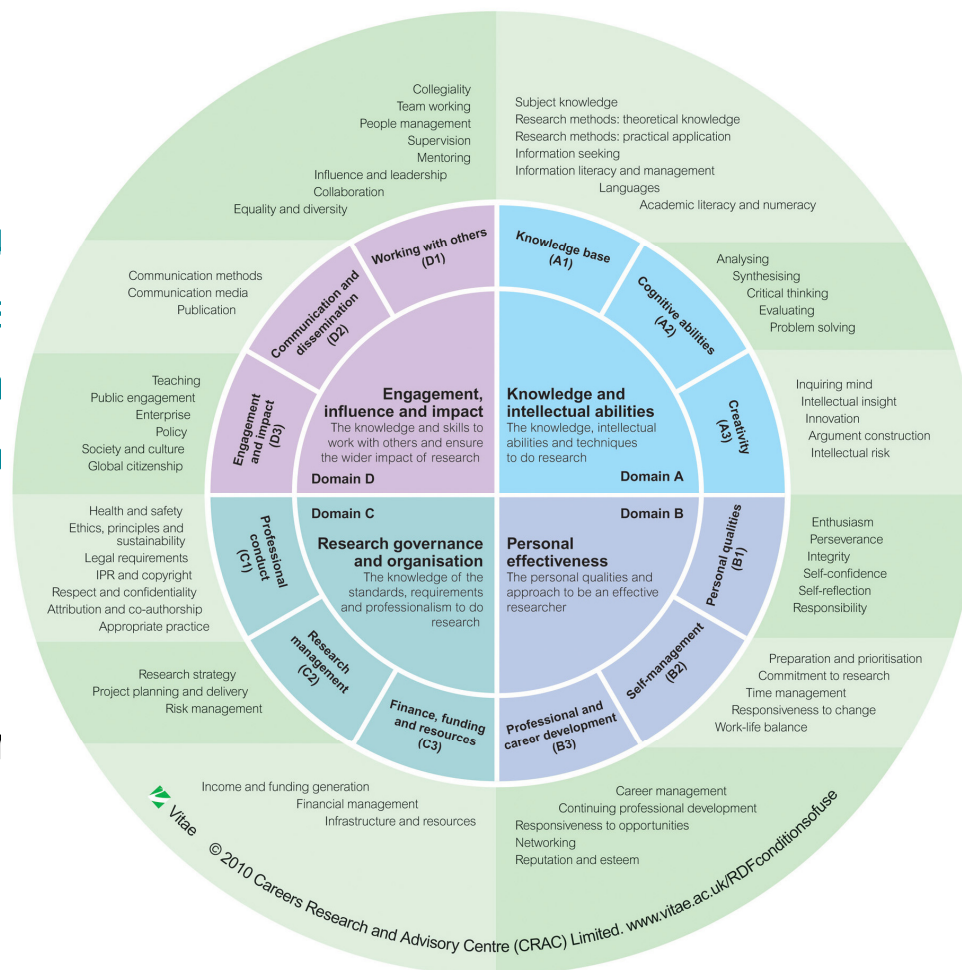 Collegiality
Team working
People management
Supervision
Mentoring
Influence and leadership
Collaboration
Equality and diversity
Subject knowledge
Research methods: theoretical knowledge
Research methods: practical application
Information seeking
Information literacy and management
Languages
Academic literacy and numeracy
Communication methods
Communication media
Publication
Analysing
Synthesising
Critical thinking
Evaluating
Problem solving
Teaching
Public engagement
Enterprise
Policy
Society and culture
Global citizenship
Inquiring mind
Intellectual insight
Innovation
Argument construction
Intellectual risk
Working with others
(D1)
Knowledge base
(A1)
Communication and
dissemination
(D2)
Cognitive abilities
(A2)
Engagement
and impact
(D3)
Creativity
(A3)
Engagement,
influence and impact
The knowledge and skills to
work with others and ensure
the wider impact of research
Domain D
Knowledge and
intellectual abilities
The knowledge, intellectual
abilities and techniques
to do research
Domain A
Domain C
Research governance
and organisation
The knowledge of the
standards, requirements
and professionalism to do
research
Domain B
Personal
effectiveness
The personal qualities and
approach to be an effective
researcher
Professional
conduct
(C1)
Personal qualities
(B1)
Research
management
(C2)
Self-management
(B2)
Finance, funding
and resources
(C3)
Professional and
career development
(B3)
Health and safety
Ethics, principles and
sustainability
Legal requirements
IPR and copyright
Respect and confidentiality
Attribution and co-authorship
Appropriate practice
Enthusiasm
Perseverance
Integrity
Self-confidence
Self-reflection
Responsibility
Research strategy
Project planning and delivery
Risk management
Preparation and prioritisation
Commitment to research
Time management
Responsiveness to change
Work-life balance
Income and funding generation
Financial management
Infrastructure and resources
Career management
Continuing professional development
Responsiveness to opportunities
Networking
Reputation and esteem
Vitae © 2010 Careers Research and Advisory Centre (CRAC) Limited. www.vitae.ac.uk/RDFconditionsofuse